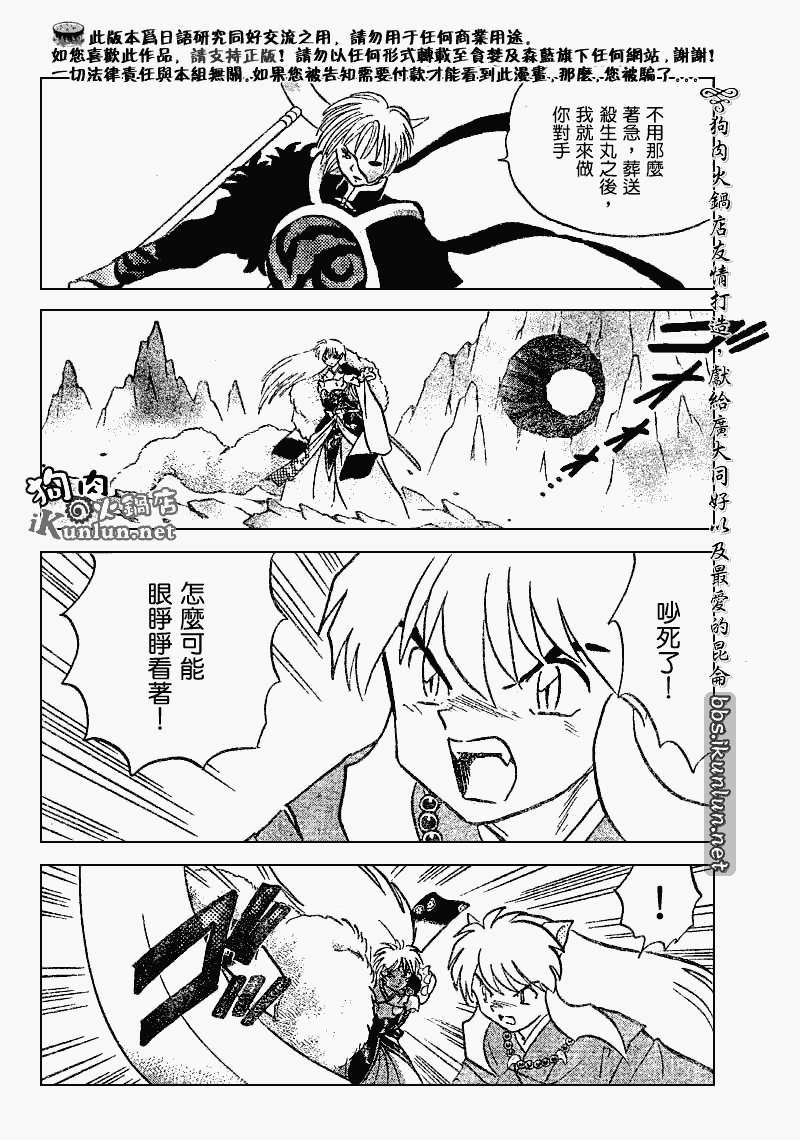 此版本爲日語研究同好交流之用，請勿用于任何商業用途。
如您喜歡此作品，請支持正版！請勿以任何形式轉載至貪婪及森藍旗下任何網站，謝謝！
一切法律責任與本組無關。如果您被告知需要付款才能看到此漫畫，那麼，您被騙了……
不用那麼
著急，葬送
殺生丸之後，
我就來做
你對手
狗肉火鍋店友情打造，獻給廣大同好以及最愛的昆侖
bbs.ikunlun.net
狗肉
火鍋店
iKunlun.net
吵死了！
怎麼可能
眼睜睜看著！
！